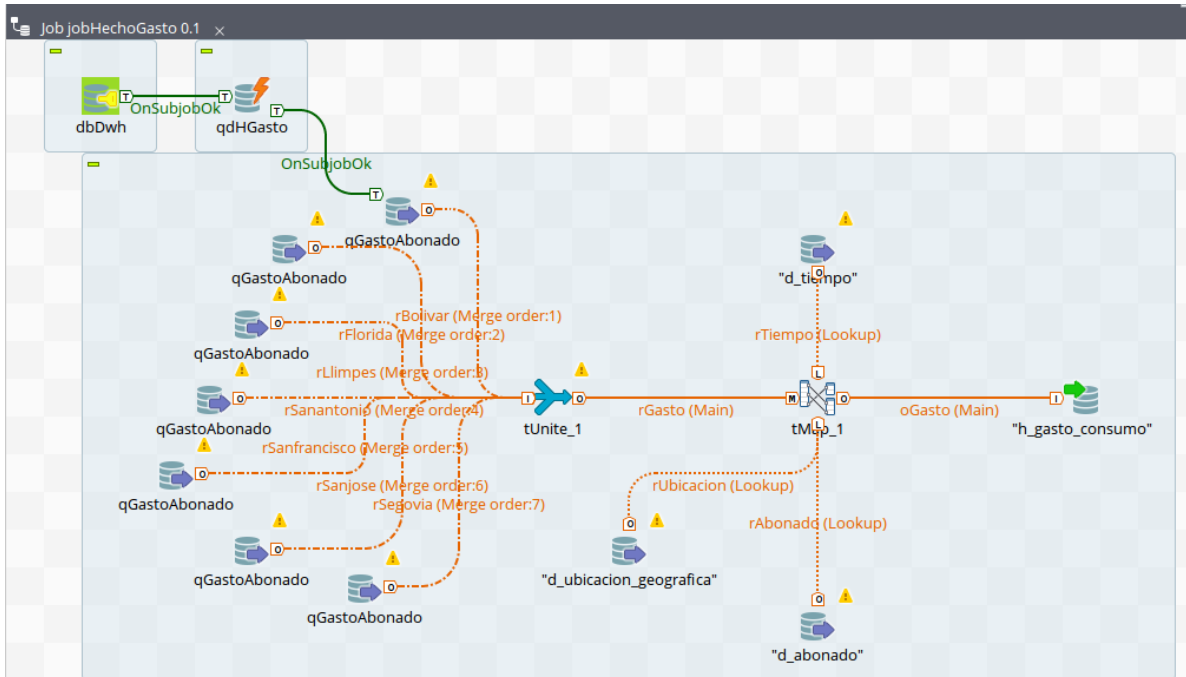 Job jobHechoGasto 0.1
OnSubjobOk
dbDwh
qdHGasto
OnSubjobOk
qGastoAbonado
qGastoAbonado
"d_tiempo"
rBolivar (Merge order:1)
rFlorida (Merge order:2)
rTiempo (Lookup)
qGastoAbonado
rLlimpes (Merge order:3)
rSanantonio (Merge order:4)
rGasto (Main)
oGasto (Main)
qGastoAbonado
tUnite_1
tMap_1
"h_gasto_consumo"
rSanfrancisco (Merge order:5)
rSanjose (Merge order:6)
rUbicacion (Lookup)
qGastoAbonado
rSegovia (Merge order:7)
rAbonado (Lookup)
qGastoAbonado
"d_ubicacion_geografica"
qGastoAbonado
"d_abonado"